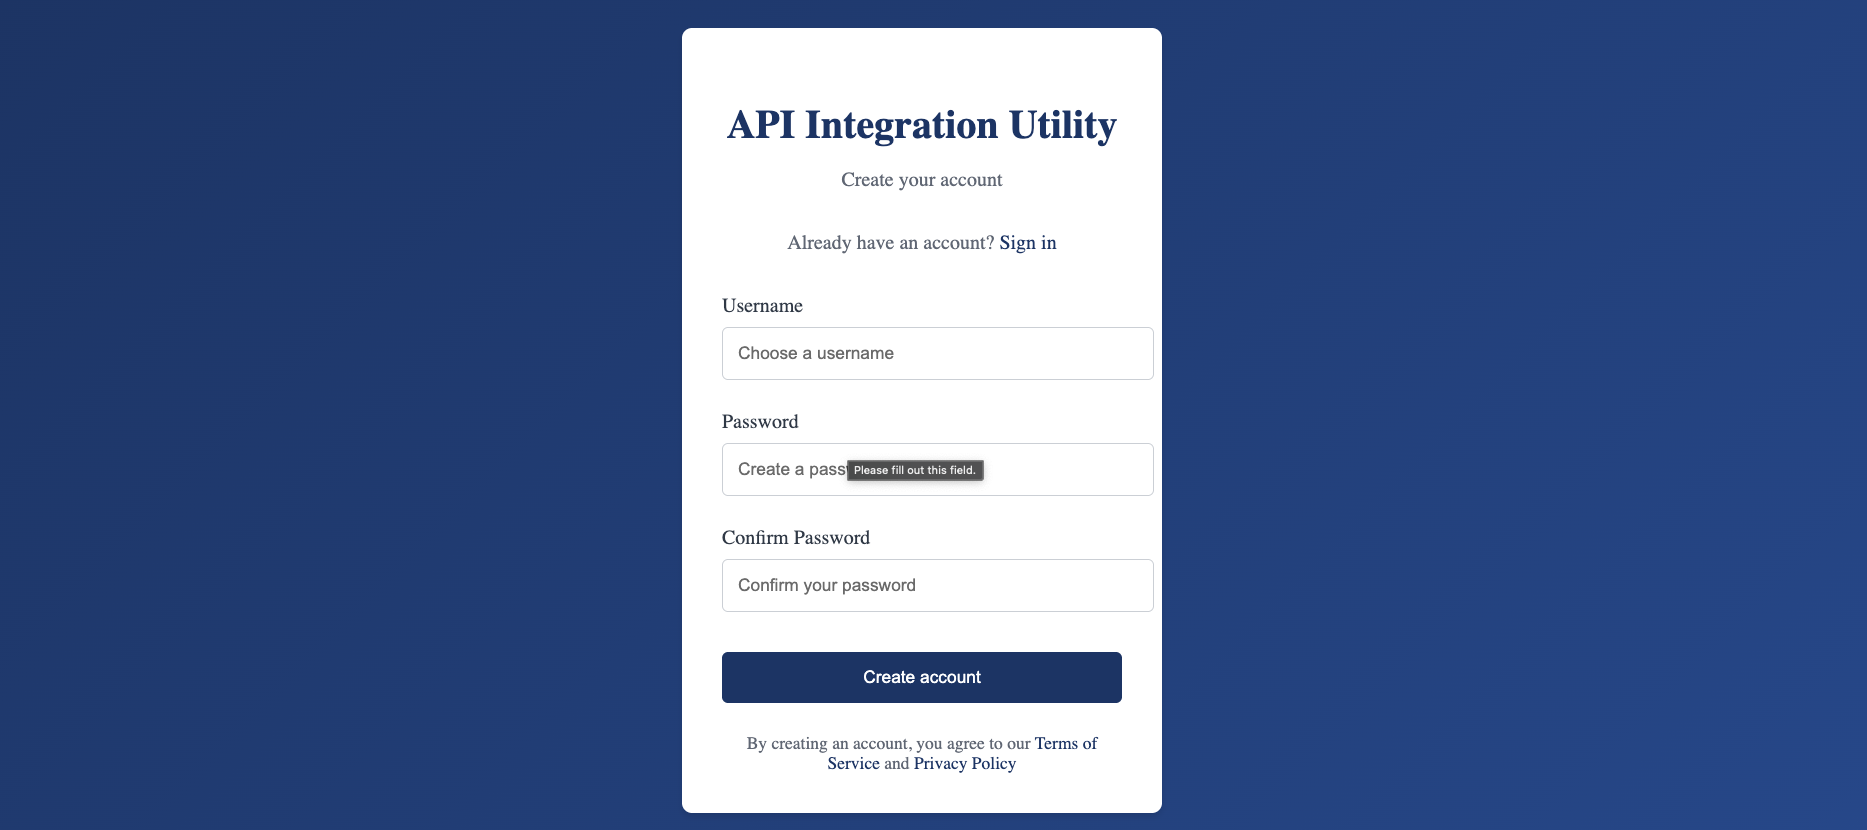 API Integration Utility
Create your account
Already have an account? Sign in
Username
Choose a username
Password
Create a pass
Please fill out this field.
Confirm Password
Confirm your password
Create account
By creating an account, you agree to our Terms of
Service and Privacy Policy